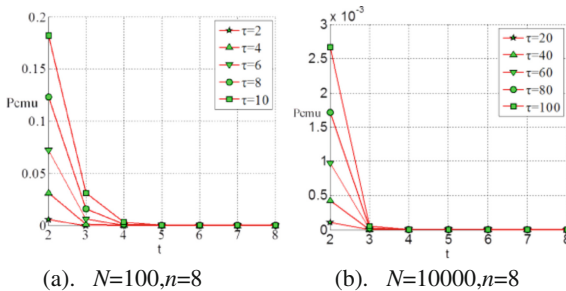 0.2
0.15
Pcmu
0.1
0.05
0
2 3 4 5 6 7 8
t
τ=2
τ=4
τ=6
τ=8
τ=10
(a). N=100,n=8
x 10⁻³
3
2.5
2
Pcmu
1.5
1
0.5
0
2 3 4 5 6 7 8
t
τ=20
τ=40
τ=60
τ=80
τ=100
(b). N=10000,n=8